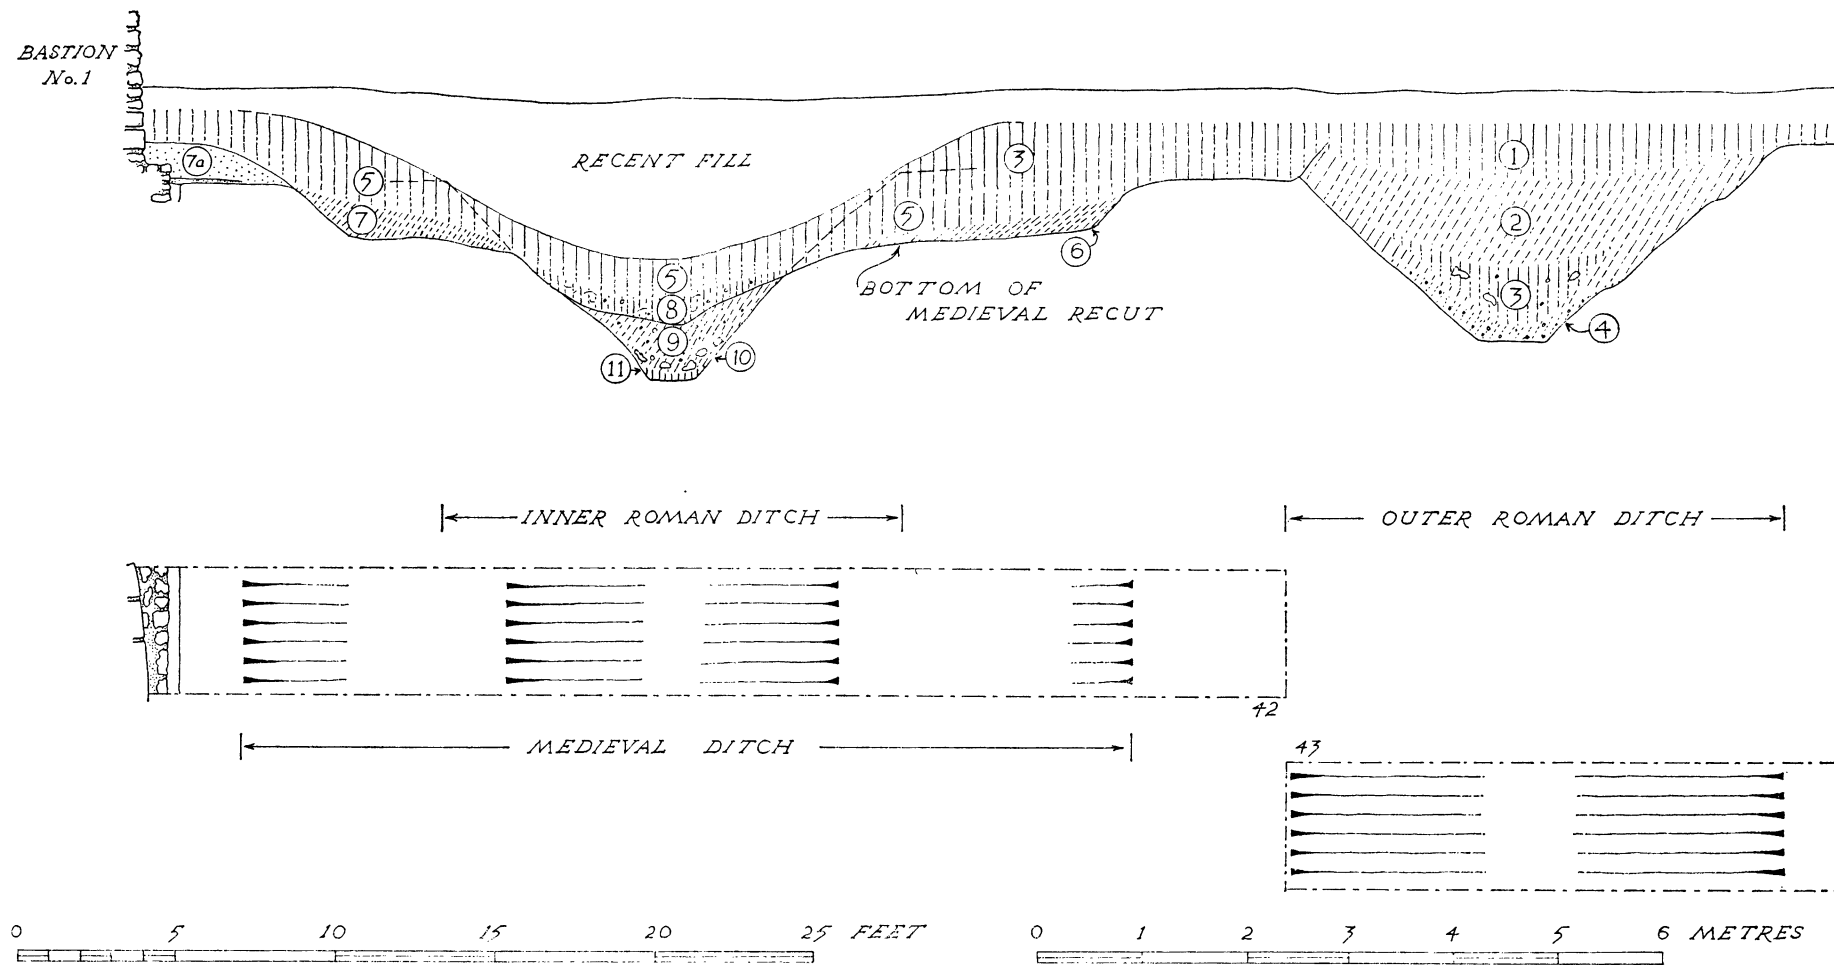 BASTION
No.1
RECENT FILL
7a
5
7
5
3
5
8
9
10
11
6
BOTTOM OF
MEDIEVAL RECUT
1
2
3
4
INNER ROMAN DITCH
OUTER ROMAN DITCH
42
MEDIEVAL DITCH
43
0 5 10 15 20 25 FEET
0 1 2 3 4 5 6 METRES